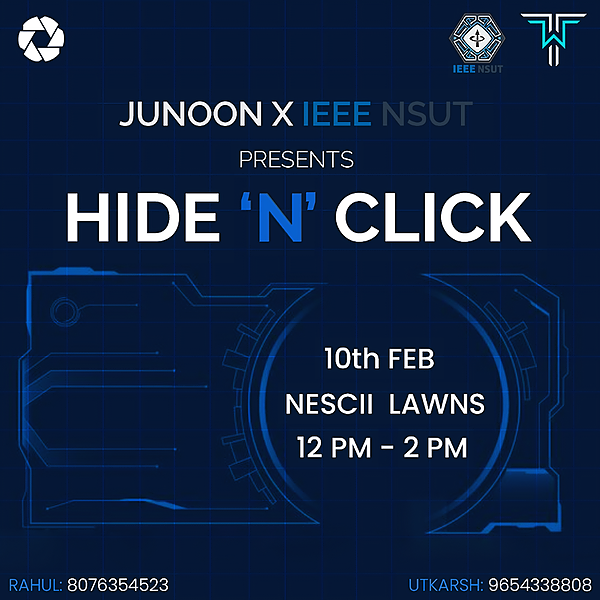 IEEE NSUT
JUNOON X IEEE NSUT
PRESENTS
HIDE 'N' CLICK
10th FEB
NESCII LAWNS
12 PM - 2 PM
RAHUL: 8076354523
UTKARSH: 9654338808